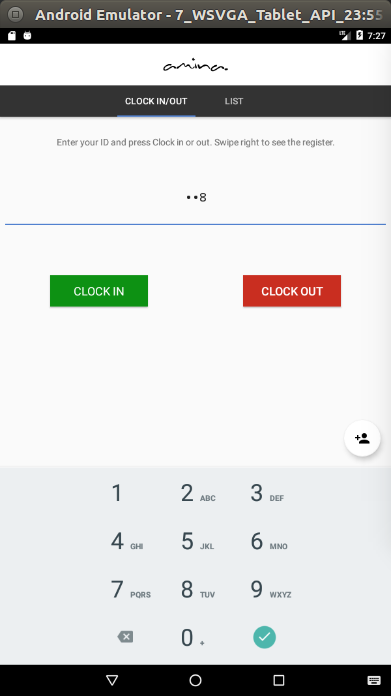 Android Emulator - 7_WSVGA_Tablet_API_23:55
LTE 7:27
amina.
CLOCK IN/OUT LIST
Enter your ID and press Clock in or out. Swipe right to see the register.
••8
CLOCK IN CLOCK OUT
1 2 ABC 3 DEF
4 GHI 5 JKL 6 MNO
7 PQRS 8 TUV 9 WXYZ
0 +